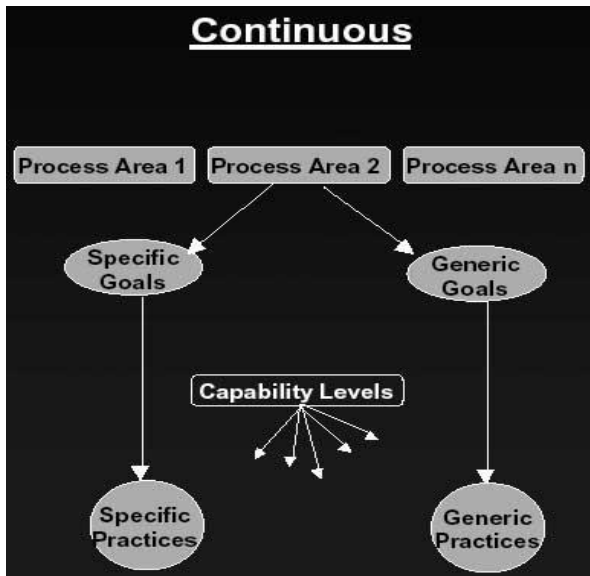 Continuous
Process Area 1
Process Area 2
Process Area n
Specific
Goals
Generic
Goals
Capability Levels
Specific
Practices
Generic
Practices